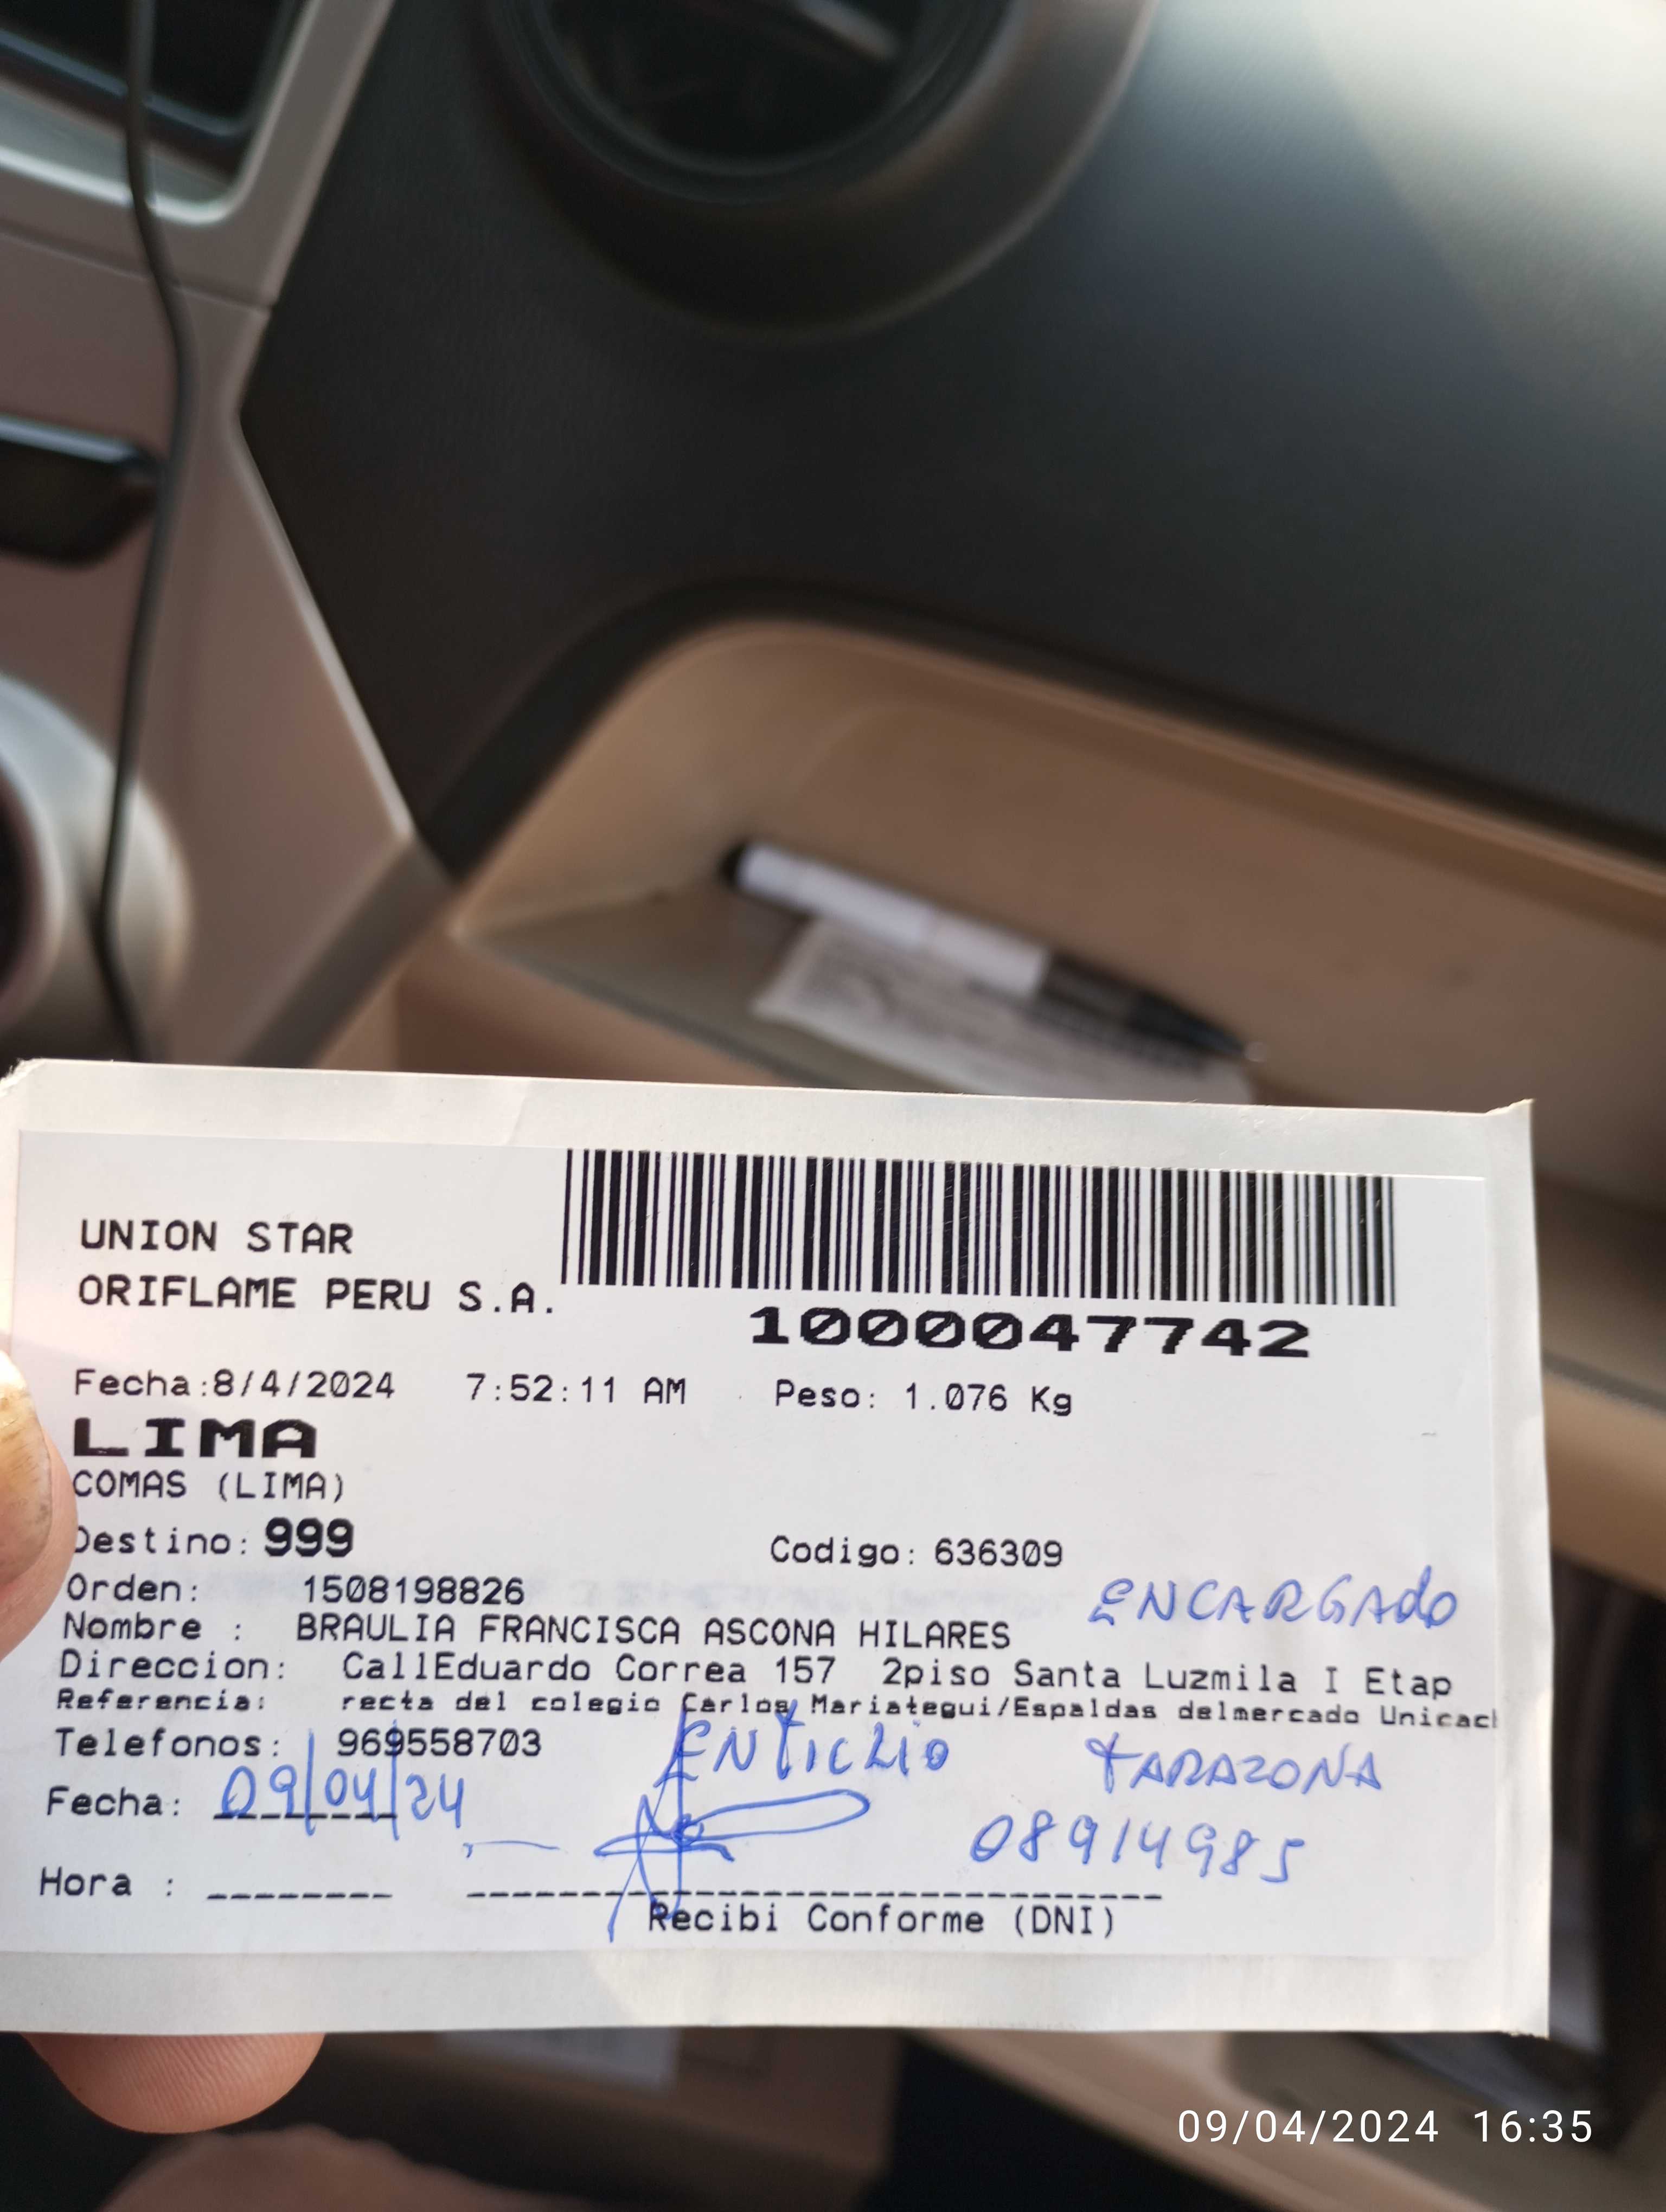 UNION STAR
ORIFLAME PERU S.A.
1000047742
Fecha:8/4/2024 7:52:11 AM Peso: 1.076 Kg
LIMA
COMAS (LIMA)
Destino: 999 Codigo: 636309
Orden: 1508198826
ENCARGADO
Nombre : BRAULIA FRANCISCA ASCONA HILARES
Direccion: CallEduardo Correa 157 2piso Santa Luzmila I Etap
Referencia: recta del colegio Carlos Mariategui/Espaldas delmercado Unicach
Telefonos: 969558703
TARAZONA
Fecha: 09/04/24
08914985
Hora :
Recibi Conforme (DNI)
09/04/2024 16:35